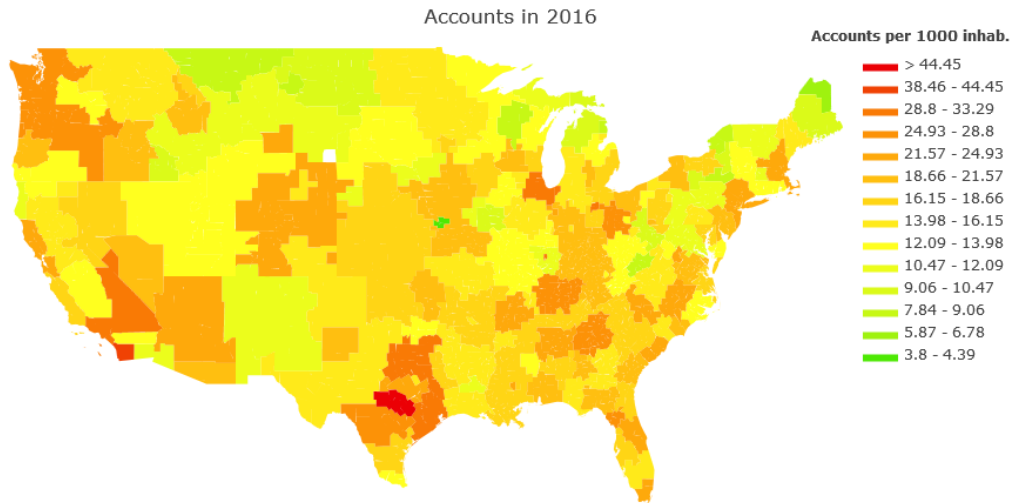 Accounts in 2016
Accounts per 1000 inhab.
> 44.45
38.46 - 44.45
28.8 - 33.29
24.93 - 28.8
21.57 - 24.93
18.66 - 21.57
16.15 - 18.66
13.98 - 16.15
12.09 - 13.98
10.47 - 12.09
9.06 - 10.47
7.84 - 9.06
5.87 - 6.78
3.8 - 4.39